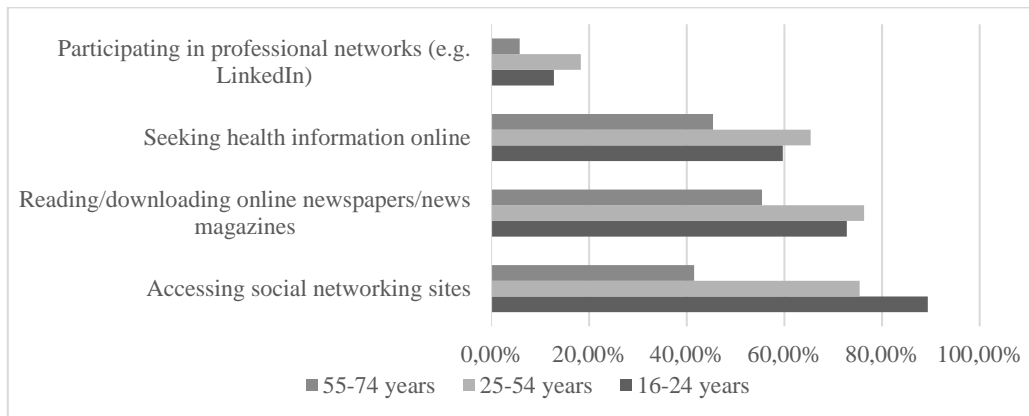 Participating in professional networks (e.g.
LinkedIn)
Seeking health information online
Reading/downloading online newspapers/news
magazines
Accessing social networking sites
0,00% 20,00% 40,00% 60,00% 80,00% 100,00%
55-74 years 25-54 years 16-24 years